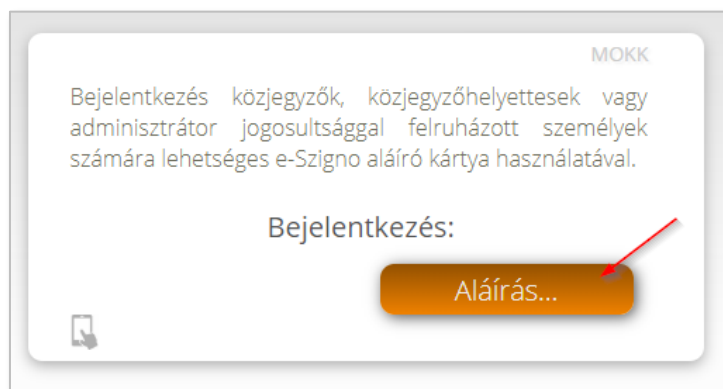 MOKK
Bejelentkezés közjegyzők, közjegyzőhelyettesek vagy
adminisztrátor jogosultsággal felruházott személyek
számára lehetséges e-Szigno aláíró kártya használatával.
Bejelentkezés:
Aláírás...